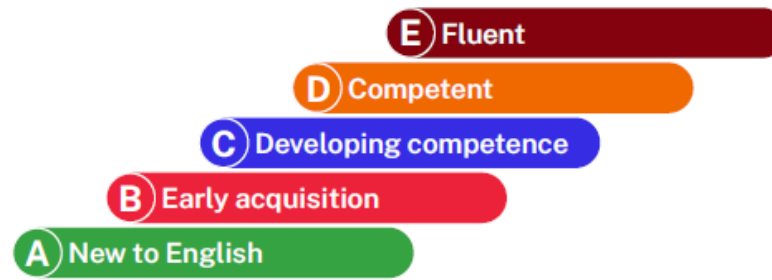 E Fluent
D Competent
C Developing competence
B Early acquisition
A New to English